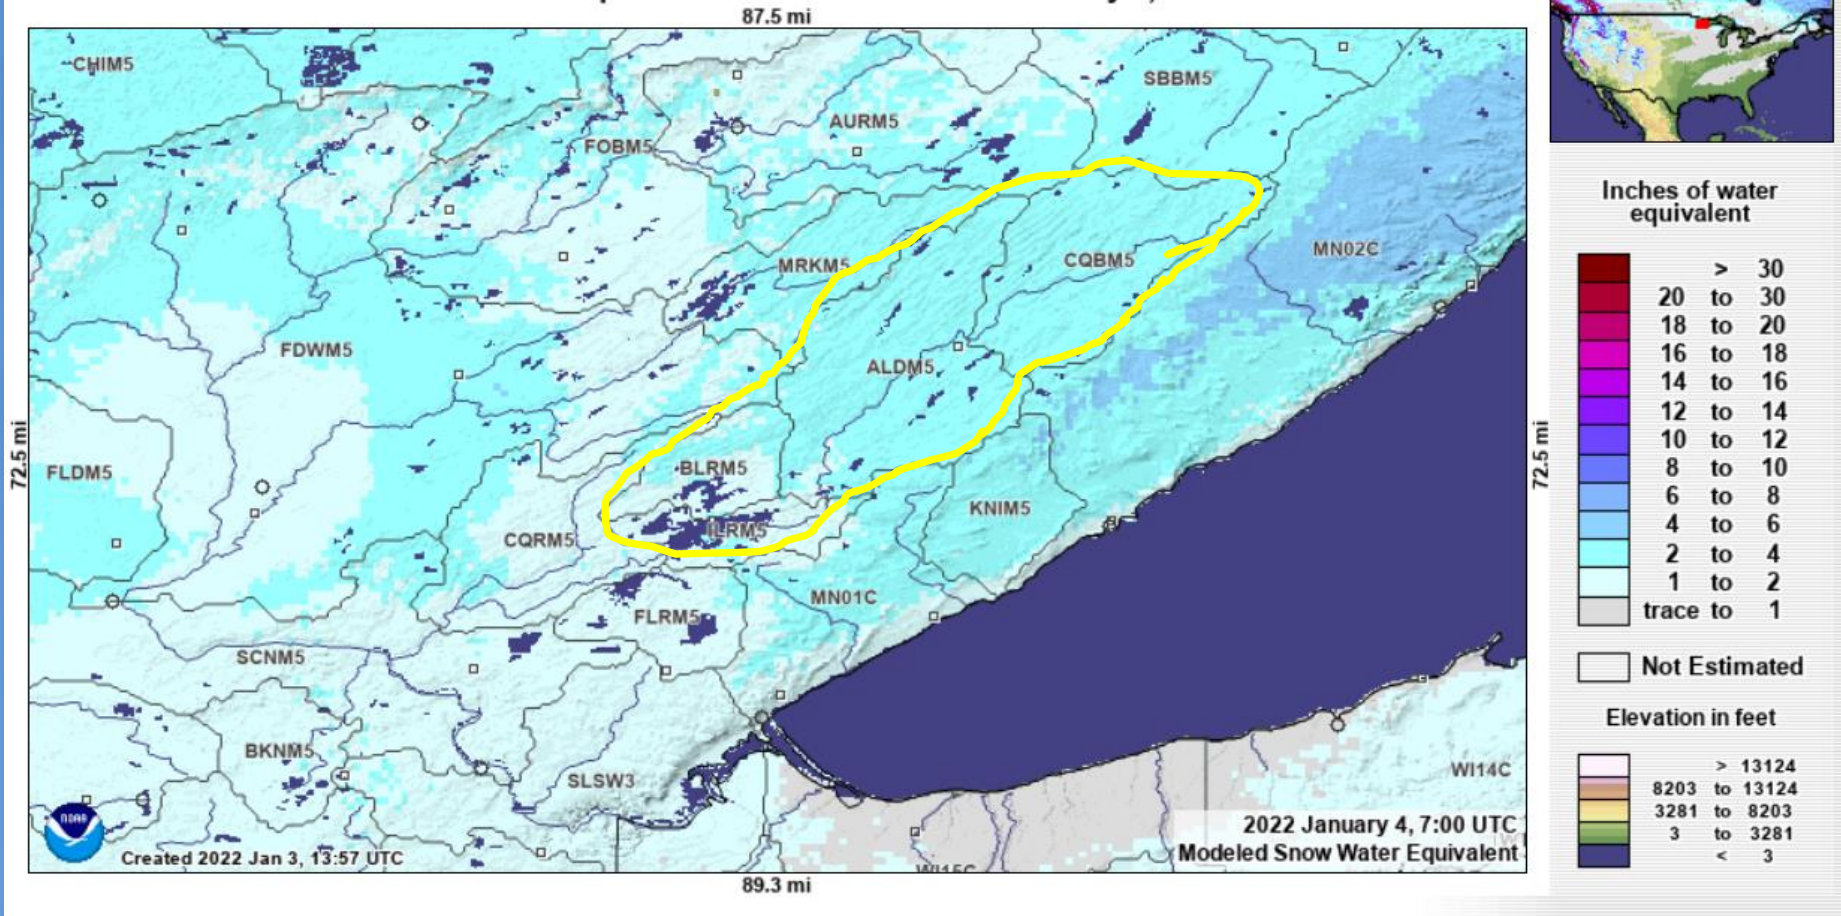 87.5 mi
CHIM5
SBBM5
AURM5
FOBM5
MN02C
CQBM5
MRKM5
FDWM5
ALDM5
72.5 mi
72.5 mi
FLDM5
BLRM5
KNIM5
ILRM5
CQRM5
MN01C
FLRM5
SCNM5
BKNM5
SLSW3
WI14C
NOAA
Created 2022 Jan 3, 13:57 UTC
2022 January 4, 7:00 UTC
Modeled Snow Water Equivalent
WI15C
89.3 mi
Inches of water
equivalent
> 30
20 to 30
18 to 20
16 to 18
14 to 16
12 to 14
10 to 12
8 to 10
6 to 8
4 to 6
2 to 4
1 to 2
trace to 1
Not Estimated
Elevation in feet
> 13124
8203 to 13124
3281 to 8203
3 to 3281
< 3